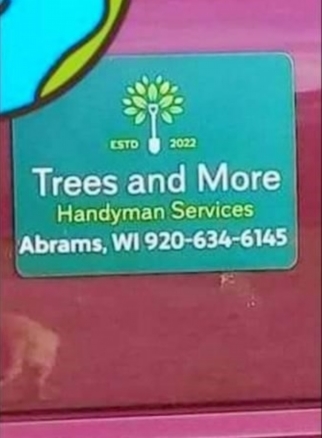 ESTD 2022
Trees and More
Handyman Services
Abrams, WI 920-634-6145